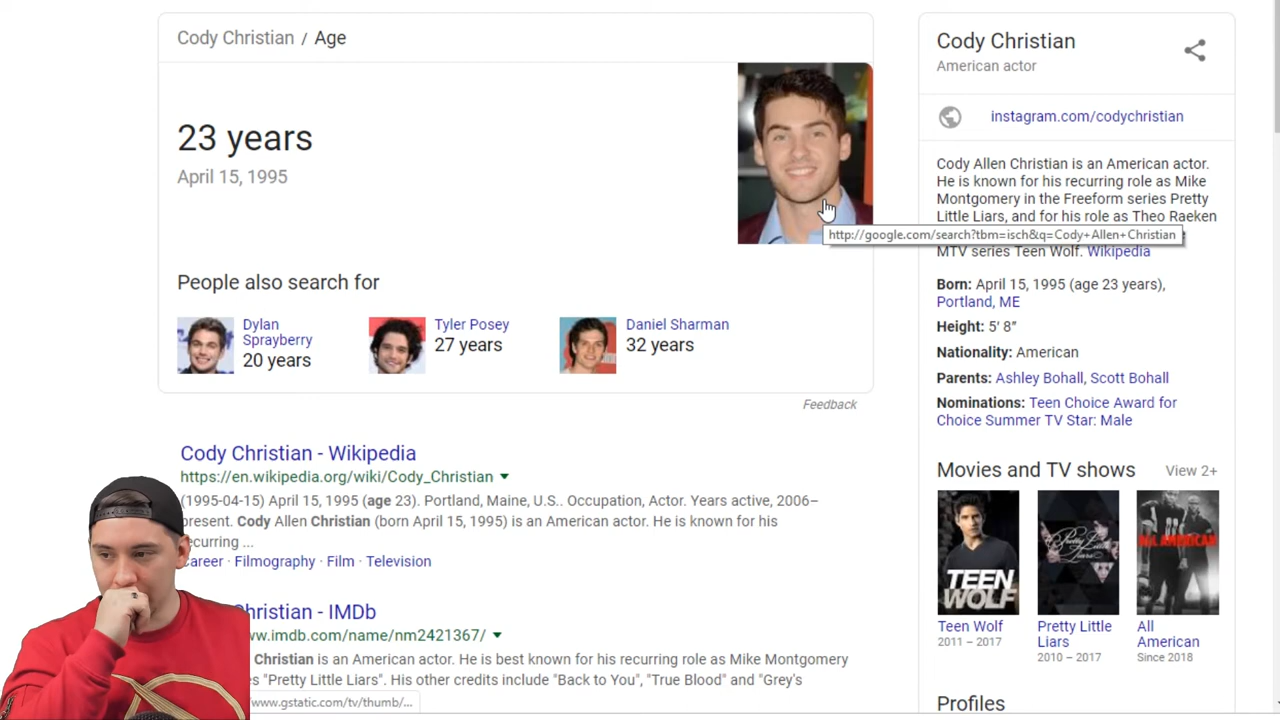 Cody Christian / Age
23 years
April 15, 1995
People also search for
Dylan
Sprayberry
20 years
Tyler Posey
27 years
Daniel Sharman
32 years
Feedback
Cody Christian - Wikipedia
https://en.wikipedia.org/wiki/Cody_Christian
(1995-04-15) April 15, 1995 (age 23). Portland, Maine, U.S.. Occupation, Actor. Years active, 2006–
present. Cody Allen Christian (born April 15, 1995) is an American actor. He is known for his
recurring ...
Career · Filmography · Film · Television
Christian - IMDb
ww.imdb.com/name/nm2421367/
Christian is an American actor. He is best known for his recurring role as Mike Montgomery
s "Pretty Little Liars". His other credits include "Back to You", "True Blood" and "Grey's
www.gstatic.com/tv/thumb/...
Cody Christian
American actor
instagram.com/codychristian
Cody Allen Christian is an American actor.
He is known for his recurring role as Mike
Montgomery in the Freeform series Pretty
Little Liars, and for his role as Theo Raeken
http://google.com/search?tbm=isch&q=Cody+Allen+Christian
MTV series Teen Wolf. Wikipedia
Born: April 15, 1995 (age 23 years),
Portland, ME
Height: 5' 8"
Nationality: American
Parents: Ashley Bohall, Scott Bohall
Nominations: Teen Choice Award for
Choice Summer TV Star: Male
Movies and TV shows
View 2+
TEEN
WOLF
Pretty Little
Liars
ALL AMERICAN
Teen Wolf
2011 – 2017
Pretty Little
Liars
2010 – 2017
All
American
Since 2018
Profiles